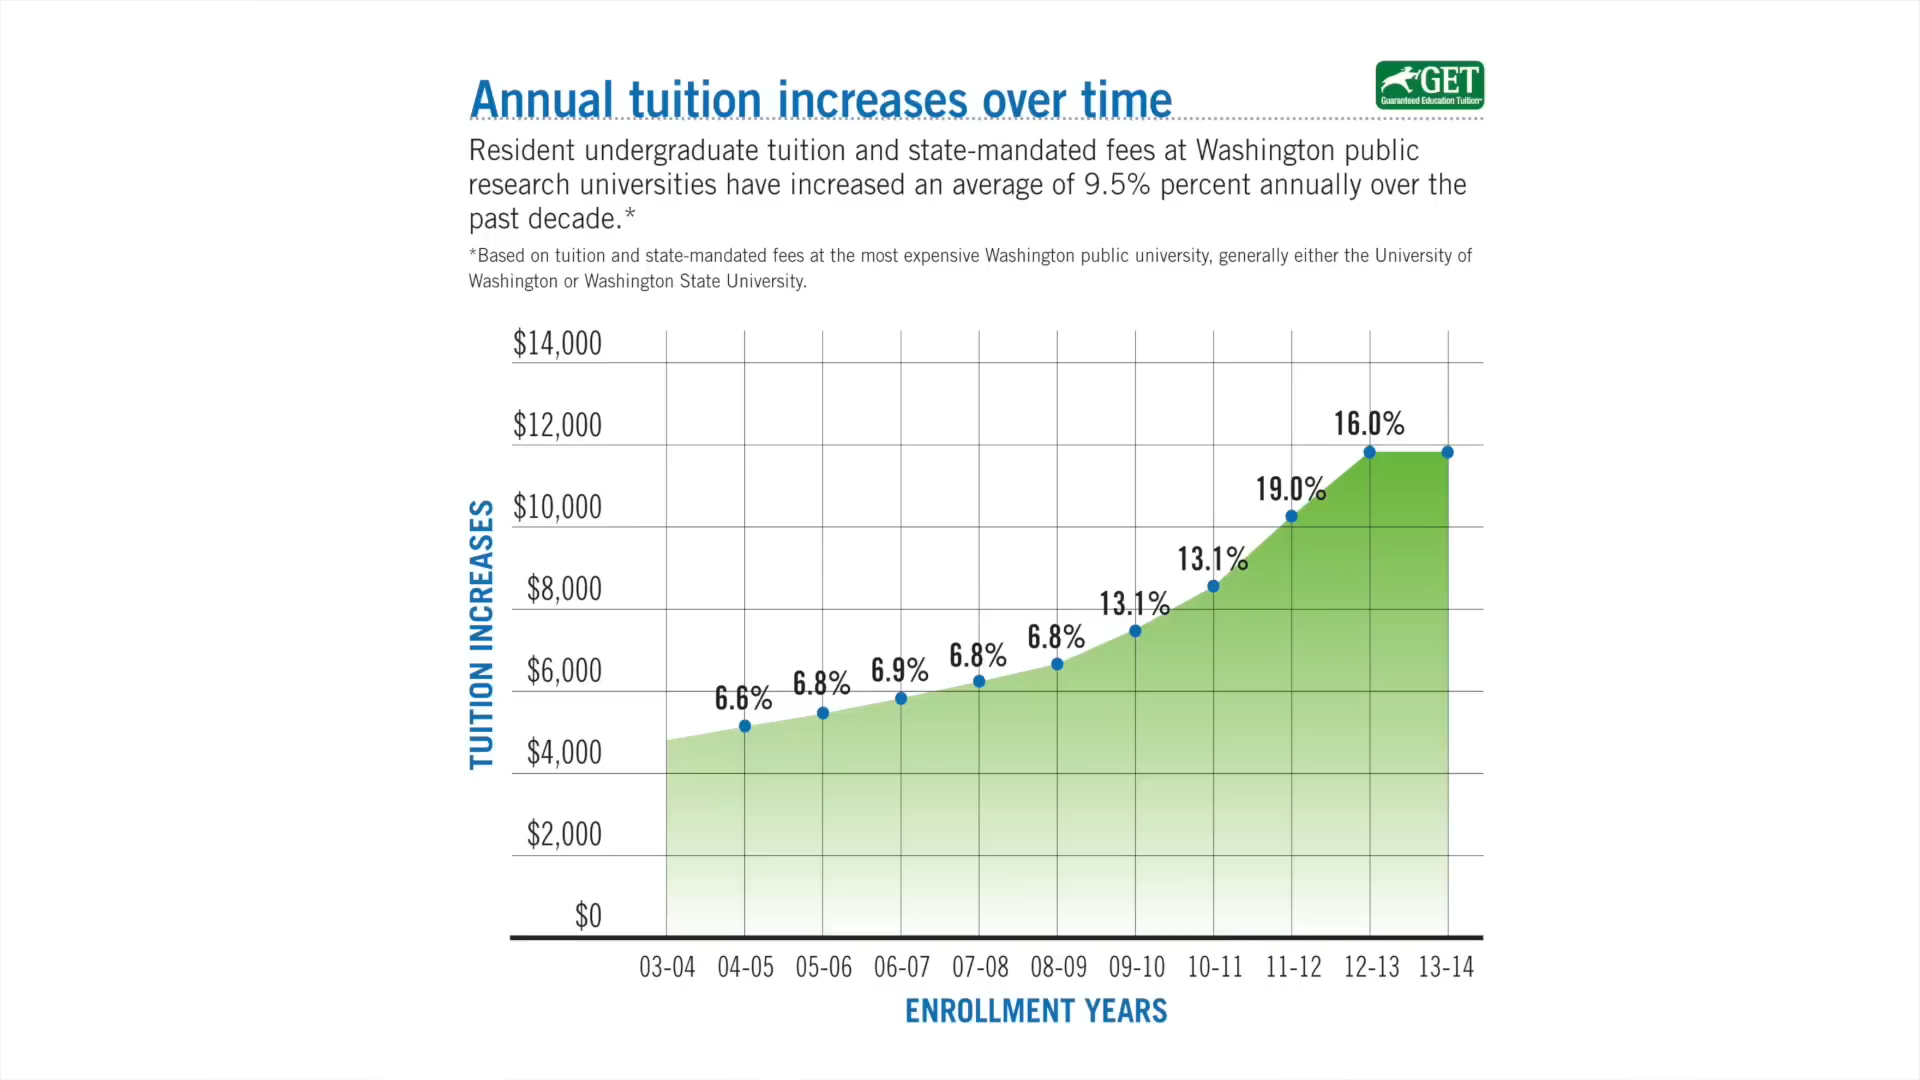 Annual tuition increases over time
GET
Guaranteed Education Tuition
Resident undergraduate tuition and state-mandated fees at Washington public
research universities have increased an average of 9.5% percent annually over the
past decade.*
*Based on tuition and state-mandated fees at the most expensive Washington public university, generally either the University of
Washington or Washington State University.
$14,000
$12,000
$10,000
$8,000
$6,000
$4,000
$2,000
$0
TUITION INCREASES
6.6%
6.8%
6.9%
6.8%
6.8%
13.1%
13.1%
19.0%
16.0%
03-04 04-05 05-06 06-07 07-08 08-09 09-10 10-11 11-12 12-13 13-14
ENROLLMENT YEARS